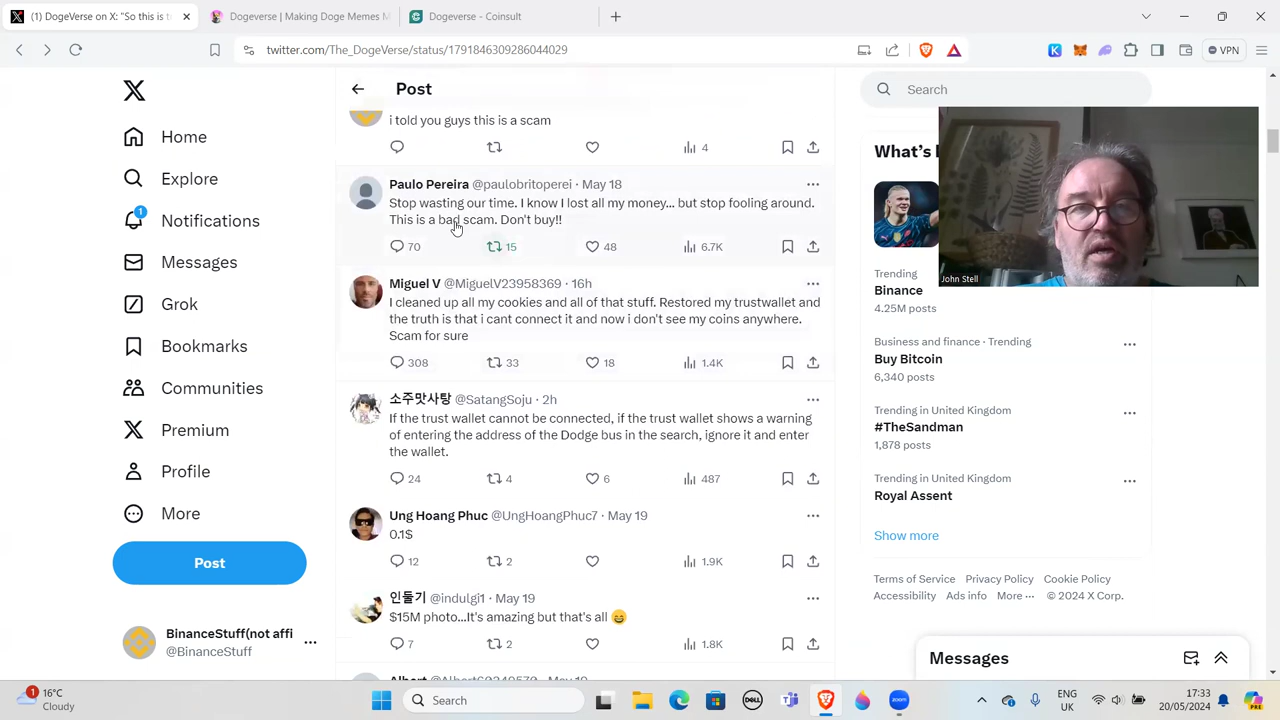 (1) DogeVerse on X: "So this is t
Dogeverse | Making Doge Memes M
Dogeverse - Coinsult
twitter.com/The_DogeVerse/status/1791846309286044029
VPN
Home
Explore
1
Notifications
Messages
Grok
Bookmarks
Communities
Premium
Profile
More
Post
BinanceStuff(not affi
@BinanceStuff
Post
i told you guys this is a scam
4
Paulo Pereira @paulobritoperei · May 18
Stop wasting our time. I know I lost all my money... but stop fooling around.
This is a bad scam. Don't buy!!
70 15 48 6.7K
Miguel V @MiguelV23958369 · 16h
I cleaned up all my cookies and all of that stuff. Restored my trustwallet and
the truth is that i cant connect it and now i don't see my coins anywhere.
Scam for sure
308 33 18 1.4K
소주맛사탕 @SatangSoju · 2h
If the trust wallet cannot be connected, if the trust wallet shows a warning
of entering the address of the Dodge bus in the search, ignore it and enter
the wallet.
24 4 6 487
Ung Hoang Phuc @UngHoangPhuc7 · May 19
0.1$
12 2 1.9K
인둘기 @indulgi1 · May 19
$15M photo...It's amazing but that's all
7 2 1.8K
Search
What's
John Stell
Trending
Binance
4.25M posts
Business and finance · Trending
Buy Bitcoin
6,340 posts
Trending in United Kingdom
#TheSandman
1,878 posts
Trending in United Kingdom
Royal Assent
Show more
Terms of Service Privacy Policy Cookie Policy
Accessibility Ads info More ··· © 2024 X Corp.
Messages
1
16°C
Cloudy
Search
DELL
zoom
ENG
UK
17:33
20/05/2024
PRE